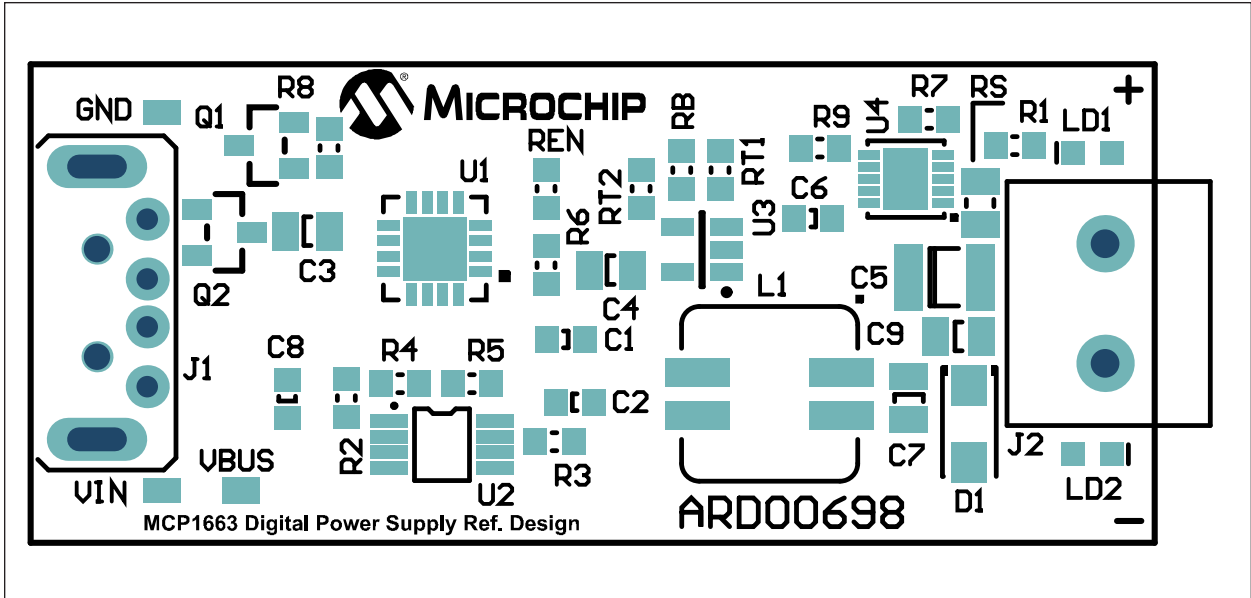 GND
Q1
R8
®
MICROCHIP
REN
RB
RT1
RT2
R9
U4
R7
RS
R1
LD1
+
U1
C6
U3
R6
C3
Q2
C4
L1
C5
C9
C1
J1
C8
R4
R5
C2
R2
R3
U2
C7
J2
D1
LD2
VIN
VBUS
ARD00698
MCP1663 Digital Power Supply Ref. Design
–